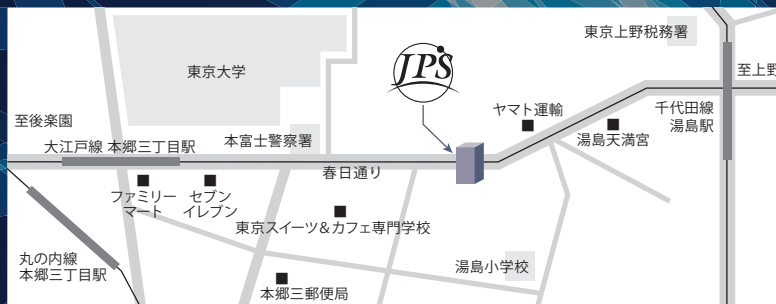 東京上野税務署
東京大学
JPS
至上野
ヤマト運輸
千代田線
湯島駅
至後楽園
湯島天満宮
本富士警察署
大江戸線 本郷三丁目駅
春日通り
ファミリー
マート
セブン
イレブン
東京スイーツ&カフェ専門学校
丸の内線
本郷三丁目駅
湯島小学校
本郷三郵便局